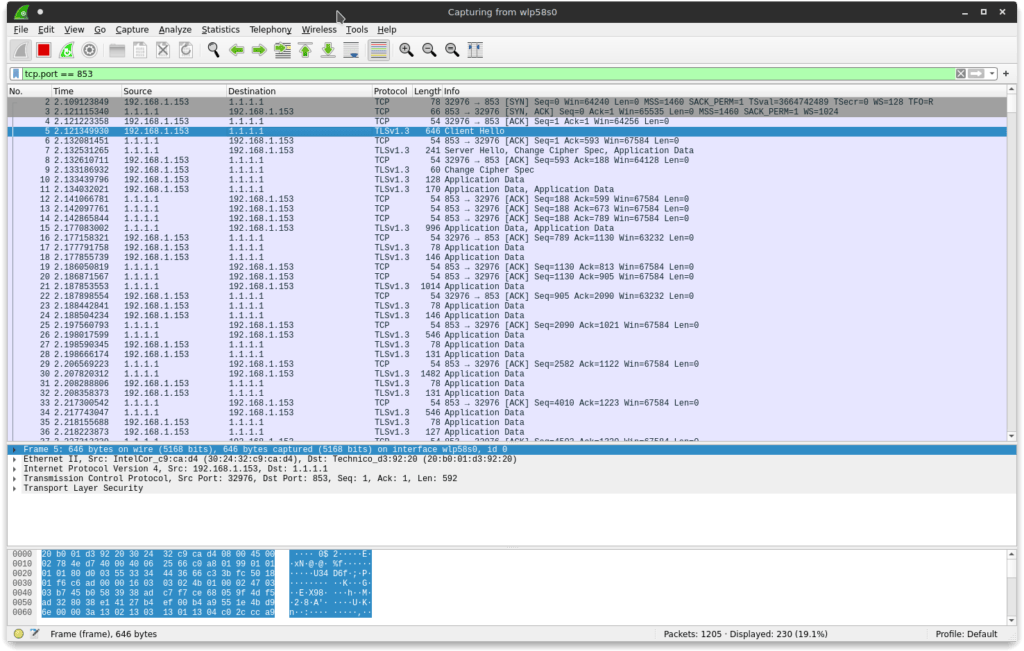 Capturing from wlp58s0
File Edit View Go Capture Analyze Statistics Telephony Wireless Tools Help
tcp.port == 853
No. Time Source Destination Protocol Length Info
2 2.109123849 192.168.1.153 1.1.1.1 TCP 78 32976 → 853 [SYN] Seq=0 Win=64240 Len=0 MSS=1460 SACK_PERM=1 TSval=3664742489 TSecr=0 WS=128 TFO=R
3 2.121115340 1.1.1.1 192.168.1.153 TCP 66 853 → 32976 [SYN, ACK] Seq=0 Ack=1 Win=65535 Len=0 MSS=1460 SACK_PERM=1 WS=1024
4 2.121223358 192.168.1.153 1.1.1.1 TCP 54 32976 → 853 [ACK] Seq=1 Ack=1 Win=64256 Len=0
5 2.121349930 192.168.1.153 1.1.1.1 TLSv1.3 646 Client Hello
6 2.132081451 1.1.1.1 192.168.1.153 TCP 54 853 → 32976 [ACK] Seq=1 Ack=593 Win=67584 Len=0
7 2.132531265 1.1.1.1 192.168.1.153 TLSv1.3 241 Server Hello, Change Cipher Spec, Application Data
8 2.132610711 192.168.1.153 1.1.1.1 TCP 54 32976 → 853 [ACK] Seq=593 Ack=188 Win=64128 Len=0
9 2.133186932 192.168.1.153 1.1.1.1 TLSv1.3 60 Change Cipher Spec
10 2.133439796 192.168.1.153 1.1.1.1 TLSv1.3 128 Application Data
11 2.134032021 192.168.1.153 1.1.1.1 TLSv1.3 170 Application Data, Application Data
12 2.141066781 1.1.1.1 192.168.1.153 TCP 54 853 → 32976 [ACK] Seq=188 Ack=599 Win=67584 Len=0
13 2.142097761 1.1.1.1 192.168.1.153 TCP 54 853 → 32976 [ACK] Seq=188 Ack=673 Win=67584 Len=0
14 2.142865844 1.1.1.1 192.168.1.153 TCP 54 853 → 32976 [ACK] Seq=188 Ack=789 Win=67584 Len=0
15 2.177083002 1.1.1.1 192.168.1.153 TLSv1.3 996 Application Data, Application Data
16 2.177158321 192.168.1.153 1.1.1.1 TCP 54 32976 → 853 [ACK] Seq=789 Ack=1130 Win=63232 Len=0
17 2.177791758 192.168.1.153 1.1.1.1 TLSv1.3 78 Application Data
18 2.177855739 192.168.1.153 1.1.1.1 TLSv1.3 146 Application Data
19 2.186050819 1.1.1.1 192.168.1.153 TCP 54 853 → 32976 [ACK] Seq=1130 Ack=813 Win=67584 Len=0
20 2.186871567 1.1.1.1 192.168.1.153 TCP 54 853 → 32976 [ACK] Seq=1130 Ack=905 Win=67584 Len=0
21 2.187853553 1.1.1.1 192.168.1.153 TLSv1.3 1014 Application Data
22 2.187898554 192.168.1.153 1.1.1.1 TCP 54 32976 → 853 [ACK] Seq=905 Ack=2090 Win=63232 Len=0
23 2.188442841 192.168.1.153 1.1.1.1 TLSv1.3 78 Application Data
24 2.188504234 192.168.1.153 1.1.1.1 TLSv1.3 146 Application Data
25 2.197560793 1.1.1.1 192.168.1.153 TCP 54 853 → 32976 [ACK] Seq=2090 Ack=1021 Win=67584 Len=0
26 2.198017599 1.1.1.1 192.168.1.153 TLSv1.3 546 Application Data
27 2.198590345 192.168.1.153 1.1.1.1 TLSv1.3 78 Application Data
28 2.198666174 192.168.1.153 1.1.1.1 TLSv1.3 131 Application Data
29 2.206569223 1.1.1.1 192.168.1.153 TCP 54 853 → 32976 [ACK] Seq=2582 Ack=1122 Win=67584 Len=0
30 2.207820312 1.1.1.1 192.168.1.153 TLSv1.3 1482 Application Data
31 2.208288806 192.168.1.153 1.1.1.1 TLSv1.3 78 Application Data
32 2.208358373 192.168.1.153 1.1.1.1 TLSv1.3 131 Application Data
33 2.217300542 1.1.1.1 192.168.1.153 TCP 54 853 → 32976 [ACK] Seq=4010 Ack=1223 Win=67584 Len=0
34 2.217743047 1.1.1.1 192.168.1.153 TLSv1.3 546 Application Data
35 2.218155688 192.168.1.153 1.1.1.1 TLSv1.3 78 Application Data
36 2.218223873 192.168.1.153 1.1.1.1 TLSv1.3 127 Application Data
Frame 5: 646 bytes on wire (5168 bits), 646 bytes captured (5168 bits) on interface wlp58s0, id 0
Ethernet II, Src: IntelCor_c9:ca:d4 (30:24:32:c9:ca:d4), Dst: Technico_d3:92:20 (20:b0:01:d3:92:20)
Internet Protocol Version 4, Src: 192.168.1.153, Dst: 1.1.1.1
Transmission Control Protocol, Src Port: 32976, Dst Port: 853, Seq: 1, Ack: 1, Len: 592
Transport Layer Security
0000 20 b0 01 d3 92 20 30 24 32 c9 ca d4 08 00 45 00 ·····0$ 2·····E·
0010 02 78 4e d7 40 00 40 06 25 66 c0 a8 01 99 01 01 ·xN·@·@· %f······
0020 01 01 80 d0 03 55 33 34 44 36 66 c3 3b fc 50 18 ·····U34 D6f·;·P·
0030 01 f6 c6 ad 00 00 16 03 03 02 4b 01 00 02 47 03 ········ ··K···G·
0040 03 b7 45 b0 58 39 38 ad c7 f7 ce 68 05 9f 4d f5 ··E·X98· ···h··M·
0050 ad 32 80 38 e1 41 27 b4 ef 00 b4 a9 55 1e 4b d9 ·2·8·A'· ····U·K·
0060 6e 00 00 3a 13 02 13 03 13 01 13 04 c0 2c cc a9 n··:···· ·····,··
Frame (frame), 646 bytes
Packets: 1205 · Displayed: 230 (19.1%)
Profile: Default